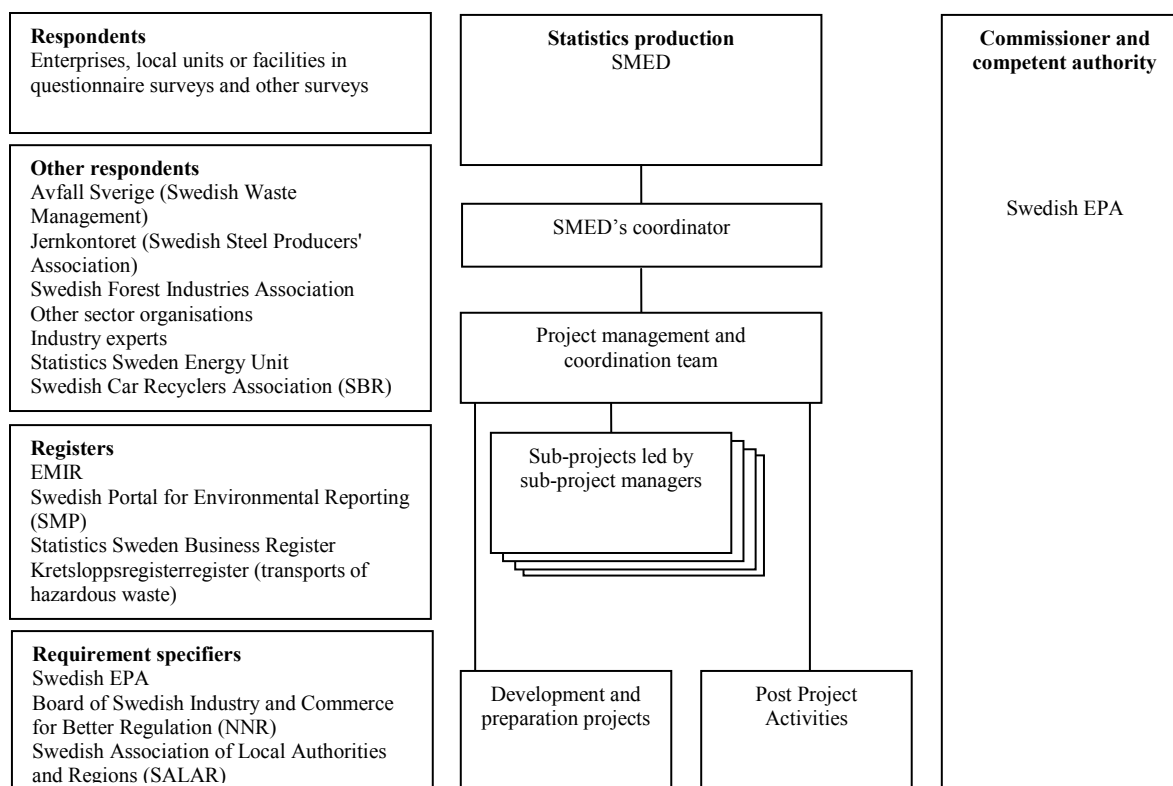 Respondents
Enterprises, local units or facilities in
questionnaire surveys and other surveys
Other respondents
Avfall Sverige (Swedish Waste
Management)
Jernkontoret (Swedish Steel Producers'
Association)
Swedish Forest Industries Association
Other sector organisations
Industry experts
Statistics Sweden Energy Unit
Swedish Car Recyclers Association (SBR)
Registers
EMIR
Swedish Portal for Environmental Reporting
(SMP)
Statistics Sweden Business Register
Kretsloppsregisterregister (transports of
hazardous waste)
Requirement specifiers
Swedish EPA
Board of Swedish Industry and Commerce
for Better Regulation (NNR)
Swedish Association of Local Authorities
and Regions (SALAR)
Statistics production
SMED
SMED’s coordinator
Project management and
coordination team
Sub-projects led by
sub-project managers
Development and
preparation projects
Post Project
Activities
Commissioner and
competent authority
Swedish EPA